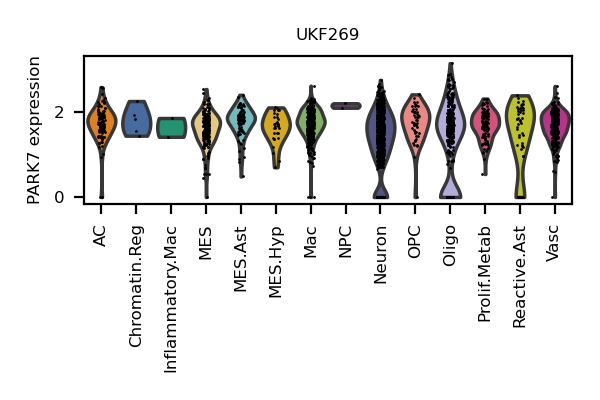 UKF269
PARK7 expression
2
0
AC
Chromatin.Reg
Inflammatory.Mac
MES
MES.Ast
MES.Hyp
Mac
NPC
Neuron
OPC
Oligo
Prolif.Metab
Reactive.Ast
Vasc